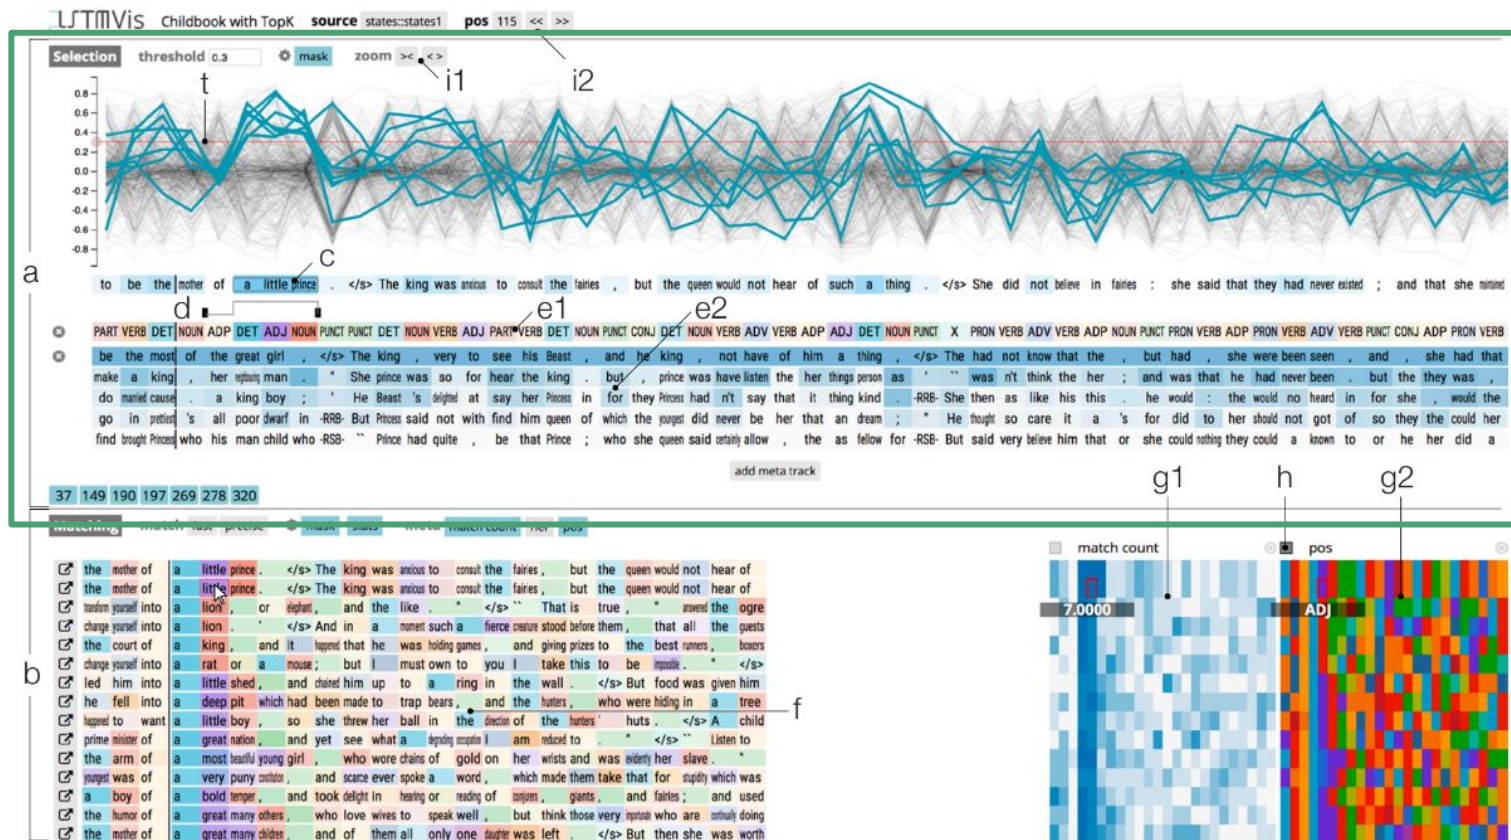 LSTMVis Childbook with TopK source states::states1 pos 115 << >>
Selection threshold 0.3 mask zoom >< <>
t i1 i2
0.8
0.6
0.4
0.2
0.0
-0.2
-0.4
-0.6
-0.8
a c
to be the mother of a little prince . </s> The king was anxious to consult the fairies , but the queen would not hear of such a thing . </s> She did not believe in fairies : she said that they had never existed ; and that she
d e1 e2
PART VERB DET NOUN ADP DET ADJ NOUN PUNCT PUNCT DET NOUN VERB ADJ PART VERB DET NOUN PUNCT CONJ DET NOUN VERB ADV VERB ADP ADJ DET NOUN PUNCT X PRON VERB ADV VERB ADP NOUN PUNCT PRON VERB ADP PRON VERB ADV VERB PUNCT CONJ ADP PRON VERB
be the most of the great girl , </s> The king , very to see his Beast , and he king , not have of him a thing , </s> The had not know that the , but had , she were been seen , and , she had that
make a king , her man . " She prince was so for hear the king . but , prince was have listen the her things person as ' `` was n't think the her ; and was that he had never been . but the they was ,
do married cause . a king boy ; ' He Beast 's delighted at say her Princess in for they Princess had n't say that it thing kind . -RRB- She then as like his this . he would : the would no heard in for she , would the
go in prettiest 's all poor dwarf in -RRB- But Princess said not with find him queen of which the youngest did never be her that an dream ; " He thought so care it a 's for did to her should not got of so they the could her
find brought Princess who his man child who -RSB- `` Prince had quite , be that Prince ; who she queen said certainly allow , the as fellow for -RSB- But said very believe him that or she could nothing they could a known to or he her did a
add meta track
37 149 190 197 269 278 320
g1 h g2
Matching match fast precise mask stats meta match count ner pos
match count pos
b
the mother of a little prince . </s> The king was anxious to consult the fairies , but the queen would not hear of
the mother of a little prince . </s> The king was anxious to consult the fairies , but the queen would not hear of
transform yourself into a lion , or elephant , and the like . " </s> `` That is true , " answered the ogre
7.0000 ADJ
change yourself into a lion . ' </s> And in a moment such a fierce creature stood before them , that all the guests
the court of a king , and it happened that he was holding games , and giving prizes to the best runners , boxers
change yourself into a rat or a mouse ; but I must own to you I take this to be impossible . " </s>
led him into a little shed , and chained him up to a ring in the wall . </s> But food was given him
he fell into a deep pit which had been made to trap bears , and the hunters , who were hiding in a tree
f
happened to want a little boy , so she threw her ball in the direction of the hunters ' huts . </s> A child
prime minister of a great nation , and yet see what a degrading occupation I am reduced to . " </s> `` Listen to
the arm of a most beautiful young girl , who wore chains of gold on her wrists and was evidently her slave . "
youngest was of a very puny constitution , and scarce ever spoke a word , which made them take that for stupidity which was
a boy of a bold temper , and took delight in hearing or reading of conjurers , giants , and fairies ; and used
the humor of a great many others , who love wives to speak well , but think those very importunate who are continually doing
the mother of a great many children , and of them all only one daughter was left . </s> But then she was worth